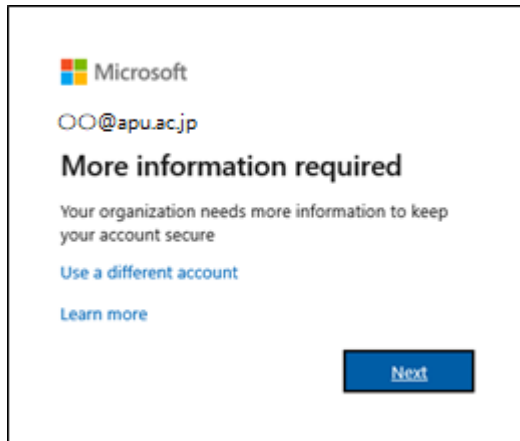 Microsoft
〇〇@apu.ac.jp
More information required
Your organization needs more information to keep
your account secure
Use a different account
Learn more
Next